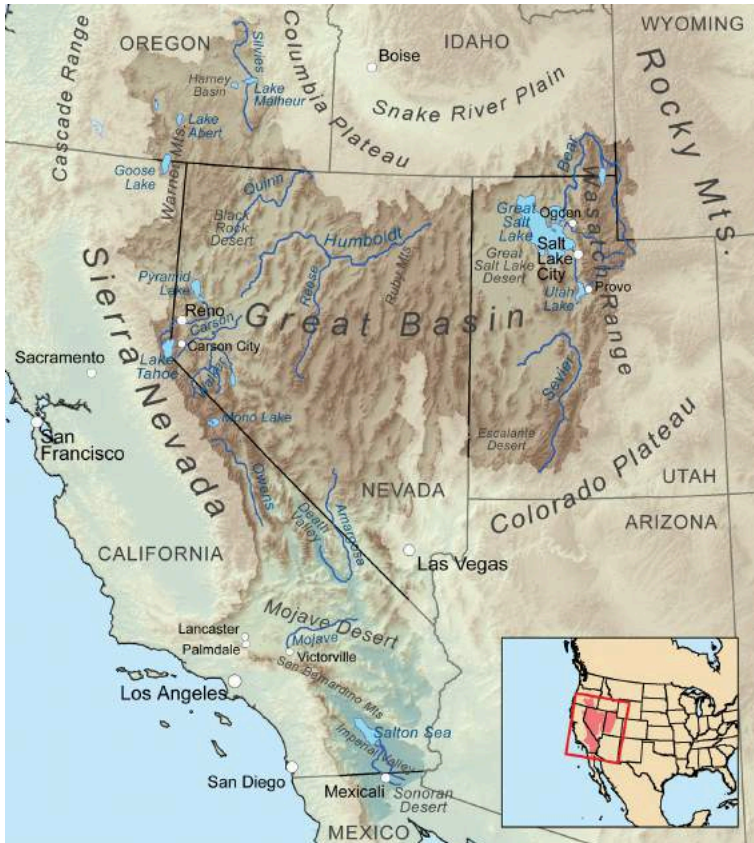 OREGON
Silvies
Harney
Basin
Lake
Malheur
Cascade Range
Lake
Abert
Goose
Lake
Warner Mts.
Columbia Plateau
IDAHO
Boise
Snake River Plain
WYOMING
Rocky Mts.
Bear
Wasatch Range
Quinn
Black
Rock
Desert
Humboldt
Reese
Ruby Mts
Great
Salt
Lake
Ogden
Salt
Lake
City
Great
Salt Lake
Desert
Utah
Lake
Provo
Pyramid
Lake
Reno
Carson
Carson City
Lake
Tahoe
Walker
Great Basin
Sierra Nevada
Sacramento
San
Francisco
Mono Lake
Owens
Sevier
Escalante
Desert
Colorado Plateau
UTAH
ARIZONA
NEVADA
Death
Valley
Amargosa
Las Vegas
CALIFORNIA
Mojave Desert
Lancaster
Palmdale
Mojave
Victorville
San Bernardino Mts
Los Angeles
Salton Sea
Imperial Valley
San Diego
Mexicali
Sonoran
Desert
MEXICO